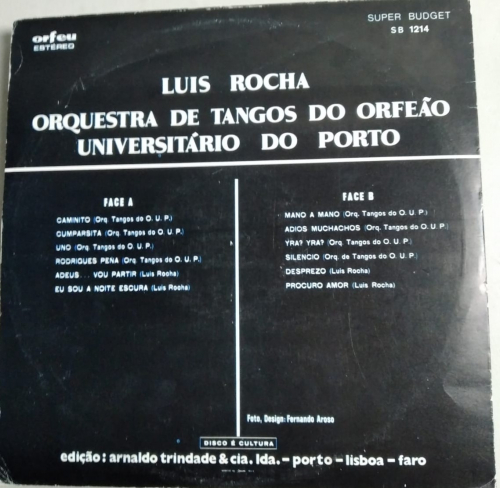 orfeu
ESTÉREO
SUPER BUDGET
SB 1214
LUIS ROCHA
ORQUESTRA DE TANGOS DO ORFEÃO
UNIVERSITÁRIO DO PORTO
FACE A
CAMINITO (Orq. Tangos do O. U. P.)
CUMPARSITA (Orq. Tangos do O. U. P.)
UNO (Orq. Tangos do O. U. P.)
RODRIGUES PENA (Orq. Tangos do O. U. P.)
ADEUS... VOU PARTIR (Luis Rocha)
EU SOU A NOITE ESCURA (Luis Rocha)
FACE B
MANO A MANO (Orq. Tangos do O. U. P.)
ADIOS MUCHACHOS (Orq. Tangos do O. U. P.)
YRA? YRA? (Orq. Tangos do O. U. P.)
SILENCIO (Orq. de Tangos do O. U. P.)
DESPREZO (Luis Rocha)
PROCURO AMOR (Luis Rocha)
Foto, Design: Fernando Aroso
DISCO É CULTURA
edição: arnaldo trindade & cia. lda. – porto – lisboa – faro